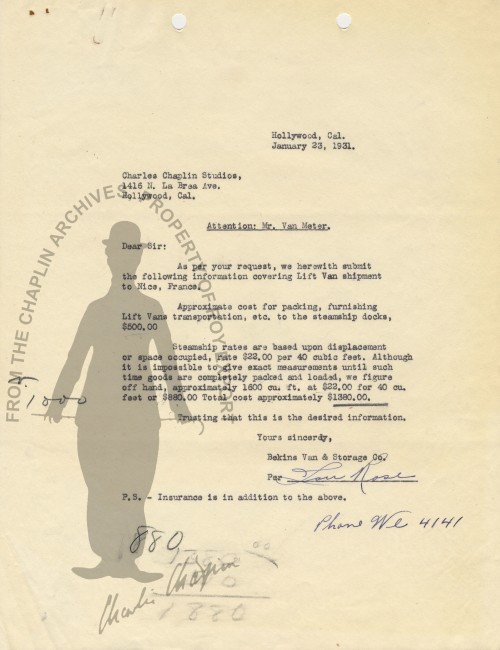 Hollywood, Cal.
January 23, 1931.
Charles Chaplin Studios,
1416 N. La Brea Ave.
Hollywood, Cal.
Attention: Mr. Van Meter.
Dear Sir:
As per your request, we herewith submit
the following information covering Lift Van shipment
to Nice, France.
Approximate cost for packing, furnishing
Lift Vans transportation, etc. to the steamship docks,
$500.00
Steamship rates are based upon displacement
or space occupied, rate $22.00 per 40 cubic feet. Although
it is impossible to give exact measurements until such
time goods are completely packed and loaded, we figure
off hand, approximately 1600 cu. ft. at $22.00 for 40 cu.
feet or $880.00 Total cost approximately $1380.00.
Trusting that this is the desired information.
Yours sincerdy,
Bekins Van & Storage Co.
Per Lou Rose
P.S. - Insurance is in addition to the above.
Phone We 4141
1000
880
1880
Charlie Chaplin
FROM THE CHAPLIN ARCHIVES. PROPERTY OF ROY EXPORT